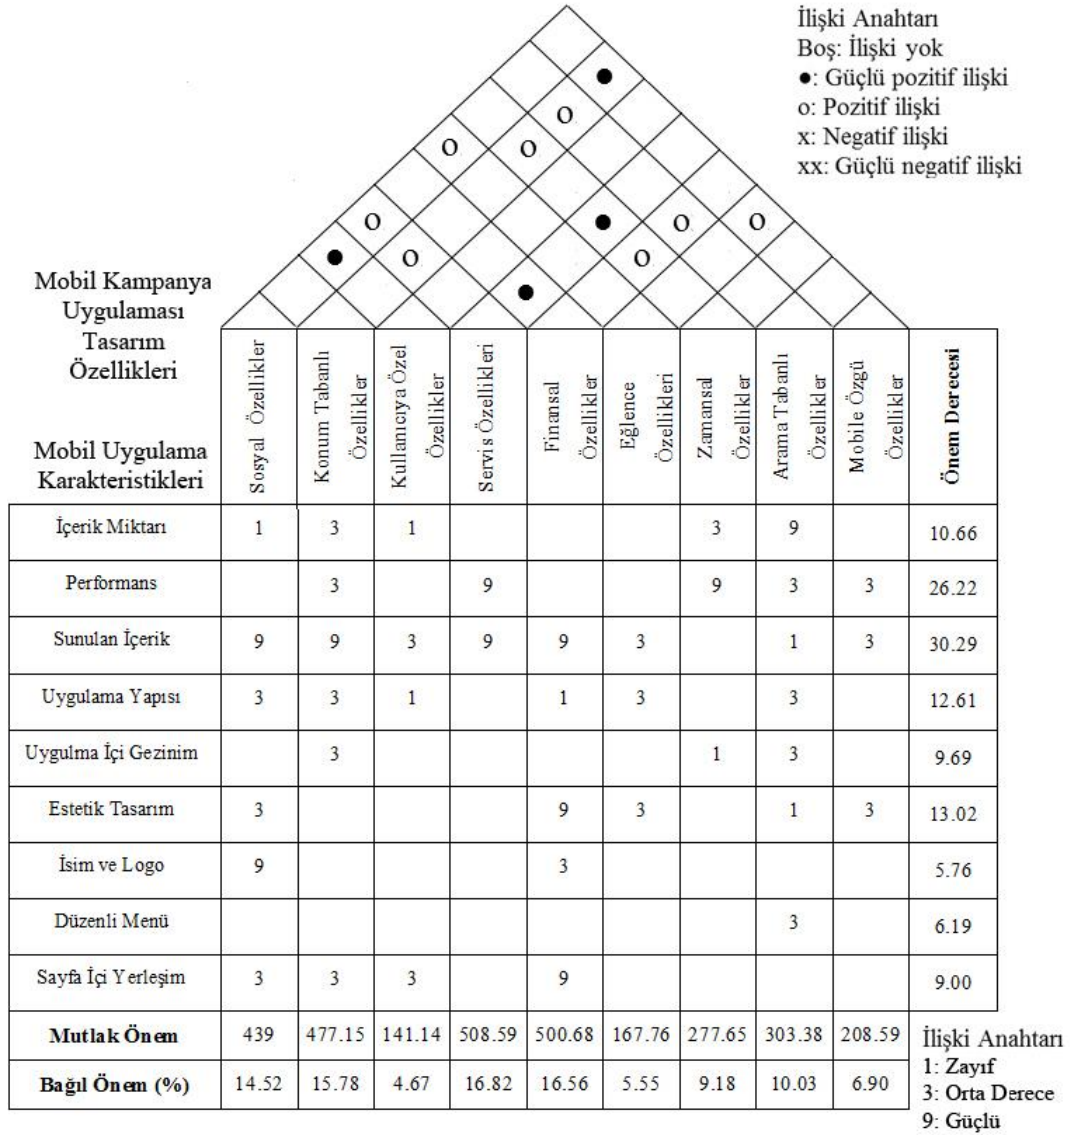 İlişki Anahtarı
Boş: İlişki yok
●: Güçlü pozitif ilişki
o: Pozitif ilişki
x: Negatif ilişki
xx: Güçlü negatif ilişki
●
o
o o
o ● o o
● o o
●
Mobil Kampanya
Uygulaması
Tasarım
Özellikleri
Mobil Uygulama
Karakteristikleri
Sosyal Özellikler
Konum Tabanlı
Özellikler
Kullanıcıya Özel
Özellikler
Servis Özellikleri
Finansal
Özellikler
Eğlence
Özellikleri
Zamansal
Özellikler
Arama Tabanlı
Özellikler
Mobile Özgü
Özellikler
Önem Derecesi
İçerik Miktarı 1 3 1 3 9 10.66
Performans 3 9 9 3 3 26.22
Sunulan İçerik 9 9 3 9 9 3 1 3 30.29
Uygulama Yapısı 3 3 1 1 3 3 12.61
Uygulma İçi Gezinim 3 1 3 9.69
Estetik Tasarım 3 9 3 1 3 13.02
İsim ve Logo 9 3 5.76
Düzenli Menü 3 6.19
Sayfa İçi Yerleşim 3 3 3 9 9.00
Mutlak Önem 439 477.15 141.14 508.59 500.68 167.76 277.65 303.38 208.59
Bağıl Önem (%) 14.52 15.78 4.67 16.82 16.56 5.55 9.18 10.03 6.90
İlişki Anahtarı
1: Zayıf
3: Orta Derece
9: Güçlü